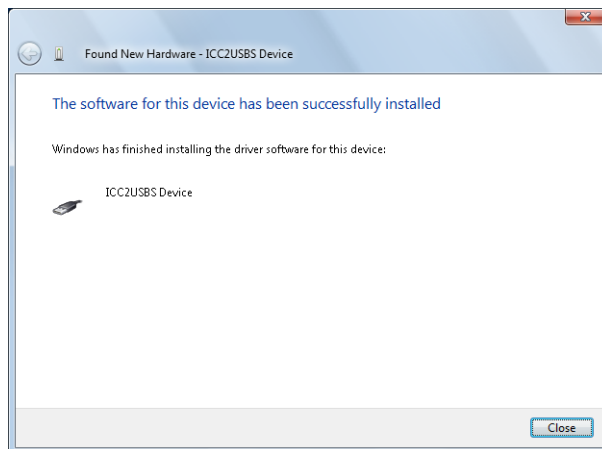 Found New Hardware - ICC2USBS Device
The software for this device has been successfully installed
Windows has finished installing the driver software for this device:
ICC2USBS Device
Close